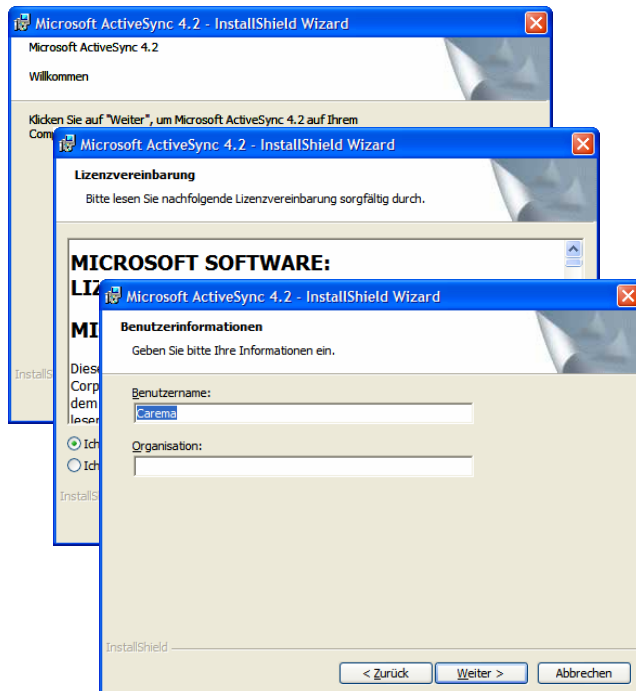 Microsoft ActiveSync 4.2 - InstallShield Wizard
Microsoft ActiveSync 4.2
Willkommen
Klicken Sie auf "Weiter", um Microsoft ActiveSync 4.2 auf Ihrem
Microsoft ActiveSync 4.2 - InstallShield Wizard
Lizenzvereinbarung
Bitte lesen Sie nachfolgende Lizenzvereinbarung sorgfältig durch.
MICROSOFT SOFTWARE:
Microsoft ActiveSync 4.2 - InstallShield Wizard
Benutzerinformationen
Geben Sie bitte Ihre Informationen ein.
Benutzername:
Carema
Organisation:
Ich
Ich
InstallShield
< Zurück Weiter > Abbrechen